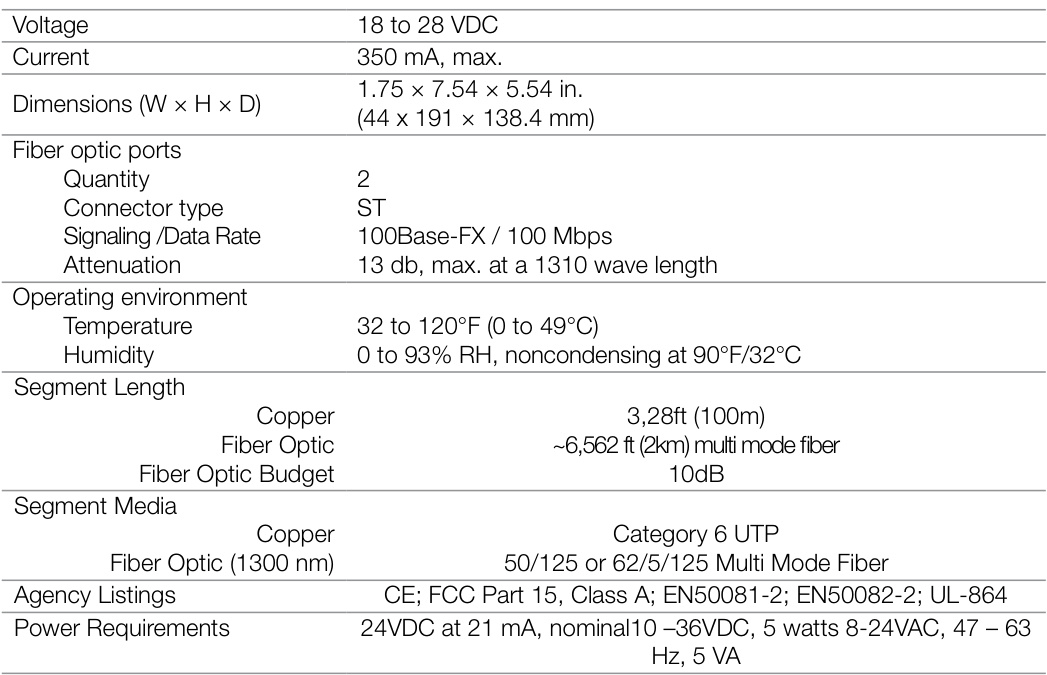 Voltage 18 to 28 VDC
Current 350 mA, max.
Dimensions (W × H × D) 1.75 × 7.54 × 5.54 in.
(44 x 191 × 138.4 mm)
Fiber optic ports
Quantity 2
Connector type ST
Signaling /Data Rate 100Base-FX / 100 Mbps
Attenuation 13 db, max. at a 1310 wave length
Operating environment
Temperature 32 to 120°F (0 to 49°C)
Humidity 0 to 93% RH, noncondensing at 90°F/32°C
Segment Length
Copper 3,28ft (100m)
Fiber Optic ~6,562 ft (2km) multi mode fiber
Fiber Optic Budget 10dB
Segment Media
Copper Category 6 UTP
Fiber Optic (1300 nm) 50/125 or 62/5/125 Multi Mode Fiber
Agency Listings CE; FCC Part 15, Class A; EN50081-2; EN50082-2; UL-864
Power Requirements 24VDC at 21 mA, nominal10 –36VDC, 5 watts 8-24VAC, 47 – 63
Hz, 5 VA